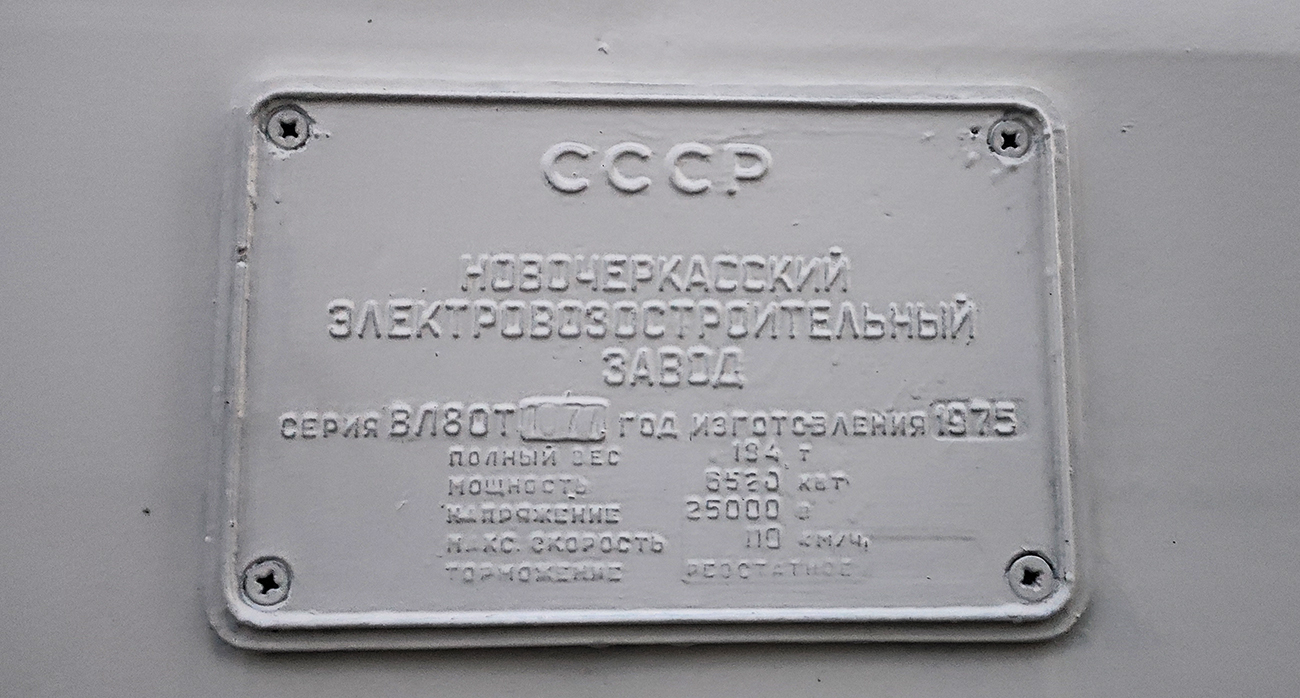 СССР
НОВОЧЕРКАССКИЙ
ЭЛЕКТРОВОЗОСТРОИТЕЛЬНЫЙ
ЗАВОД
СЕРИЯ ВЛ80Т 1077 ГОД ИЗГОТОВЛЕНИЯ 1975
ПОЛНЫЙ ВЕС 184 Т
МОЩНОСТЬ 6520 КВТ
НАПРЯЖЕНИЕ 25000 В
МАКС. СКОРОСТЬ 110 КМ/Ч
ТОРМОЖЕНИЕ РЕОСТАТНОЕ